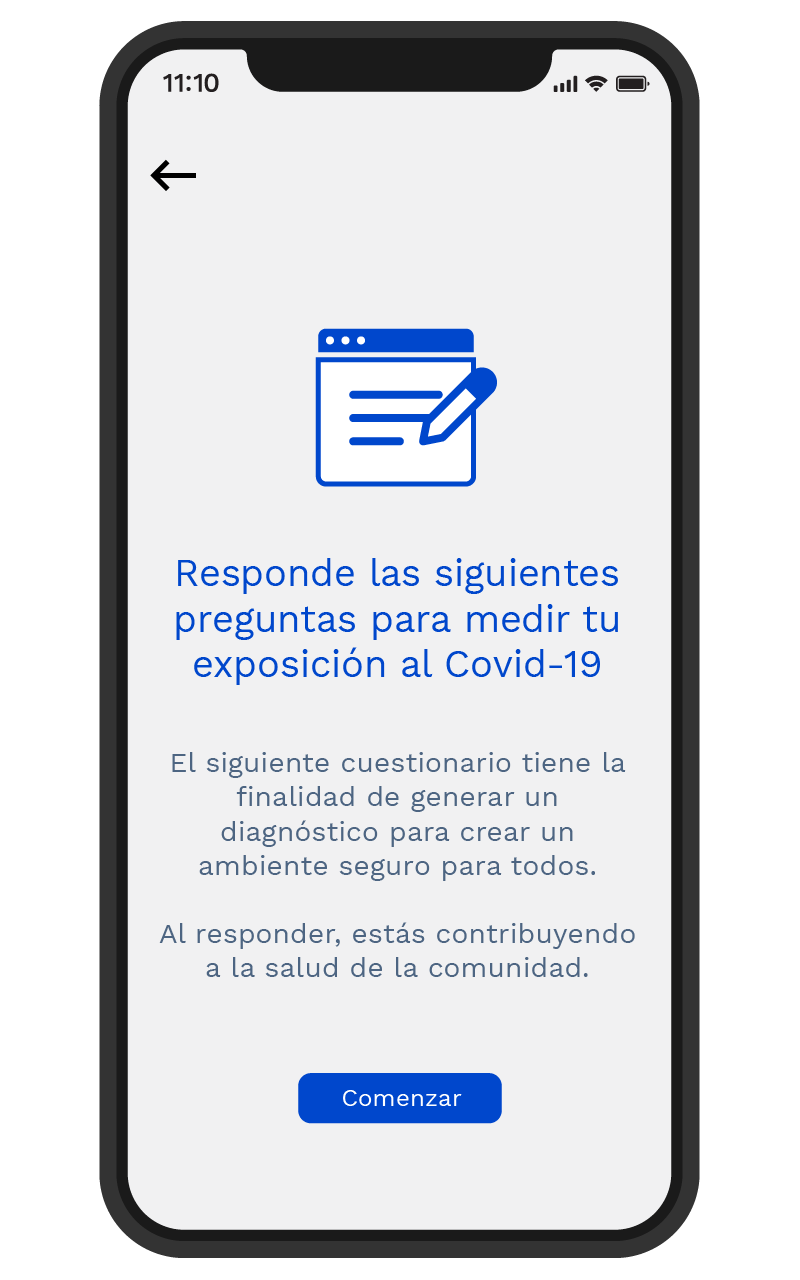 11:10
Responde las siguientes
preguntas para medir tu
exposición al Covid-19
El siguiente cuestionario tiene la
finalidad de generar un
diagnóstico para crear un
ambiente seguro para todos.
Al responder, estás contribuyendo
a la salud de la comunidad.
Comenzar